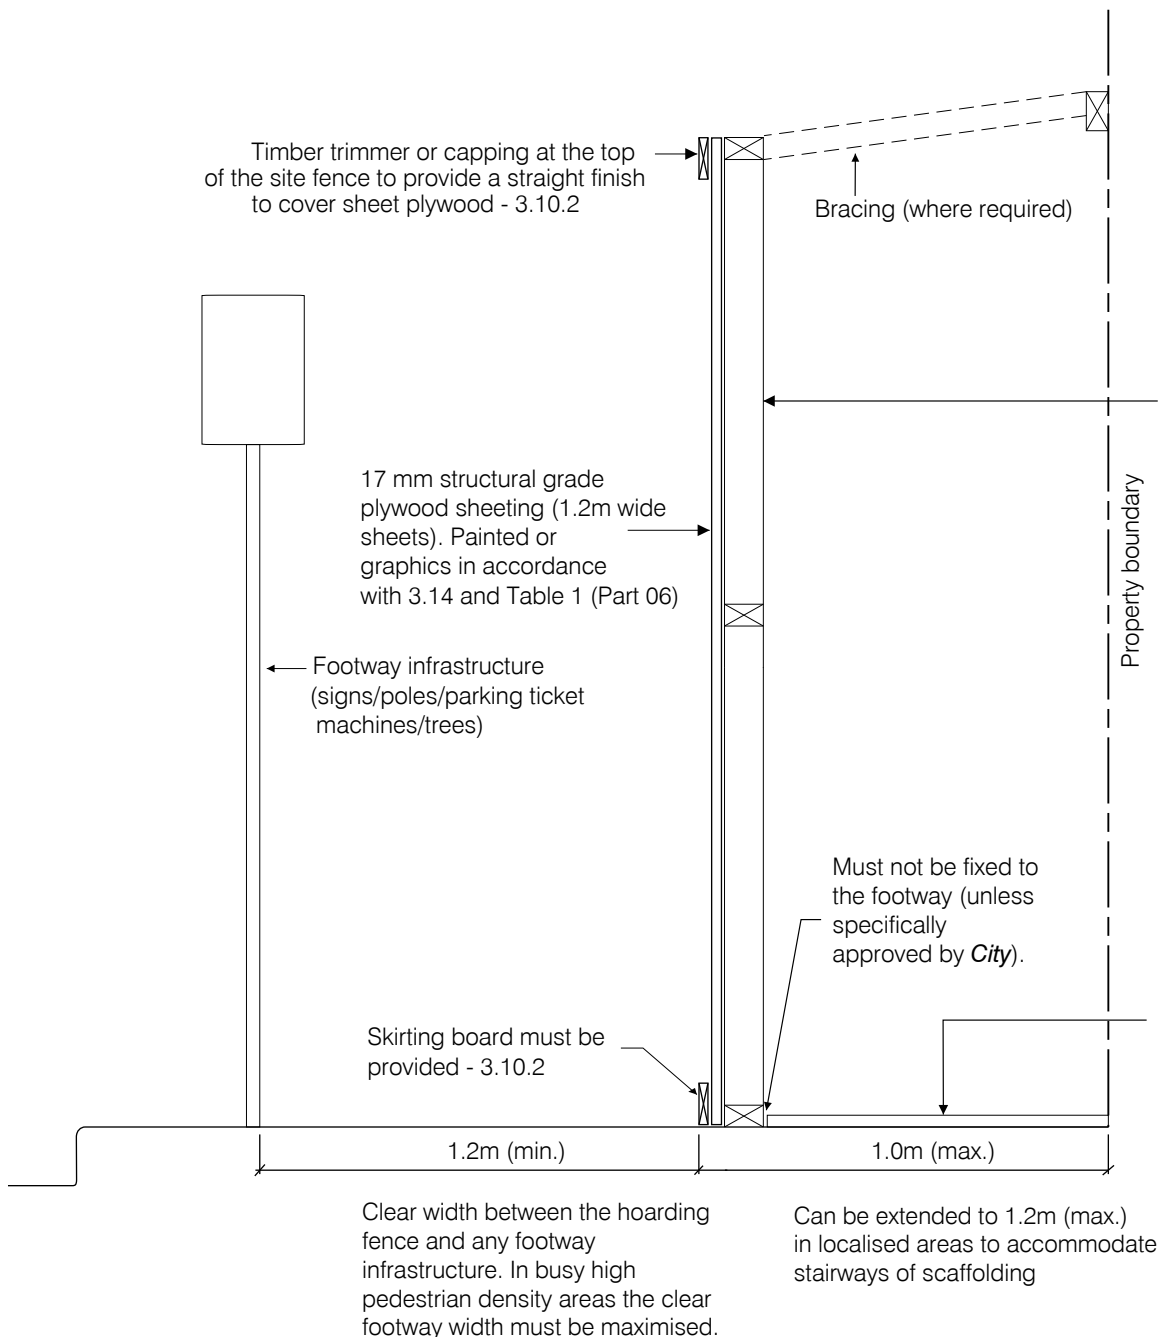 Timber trimmer or capping at the top
of the site fence to provide a straight finish
to cover sheet plywood - 3.10.2
Bracing (where required)
17 mm structural grade
plywood sheeting (1.2m wide
sheets). Painted or
graphics in accordance
with 3.14 and Table 1 (Part 06)
Property boundary
Footway infrastructure
(signs/poles/parking ticket
machines/trees)
Must not be fixed to
the footway (unless
specifically
approved by City).
Skirting board must be
provided - 3.10.2
1.2m (min.)
1.0m (max.)
Clear width between the hoarding
fence and any footway
infrastructure. In busy high
pedestrian density areas the clear
footway width must be maximised.
Can be extended to 1.2m (max.)
in localised areas to accommodate
stairways of scaffolding